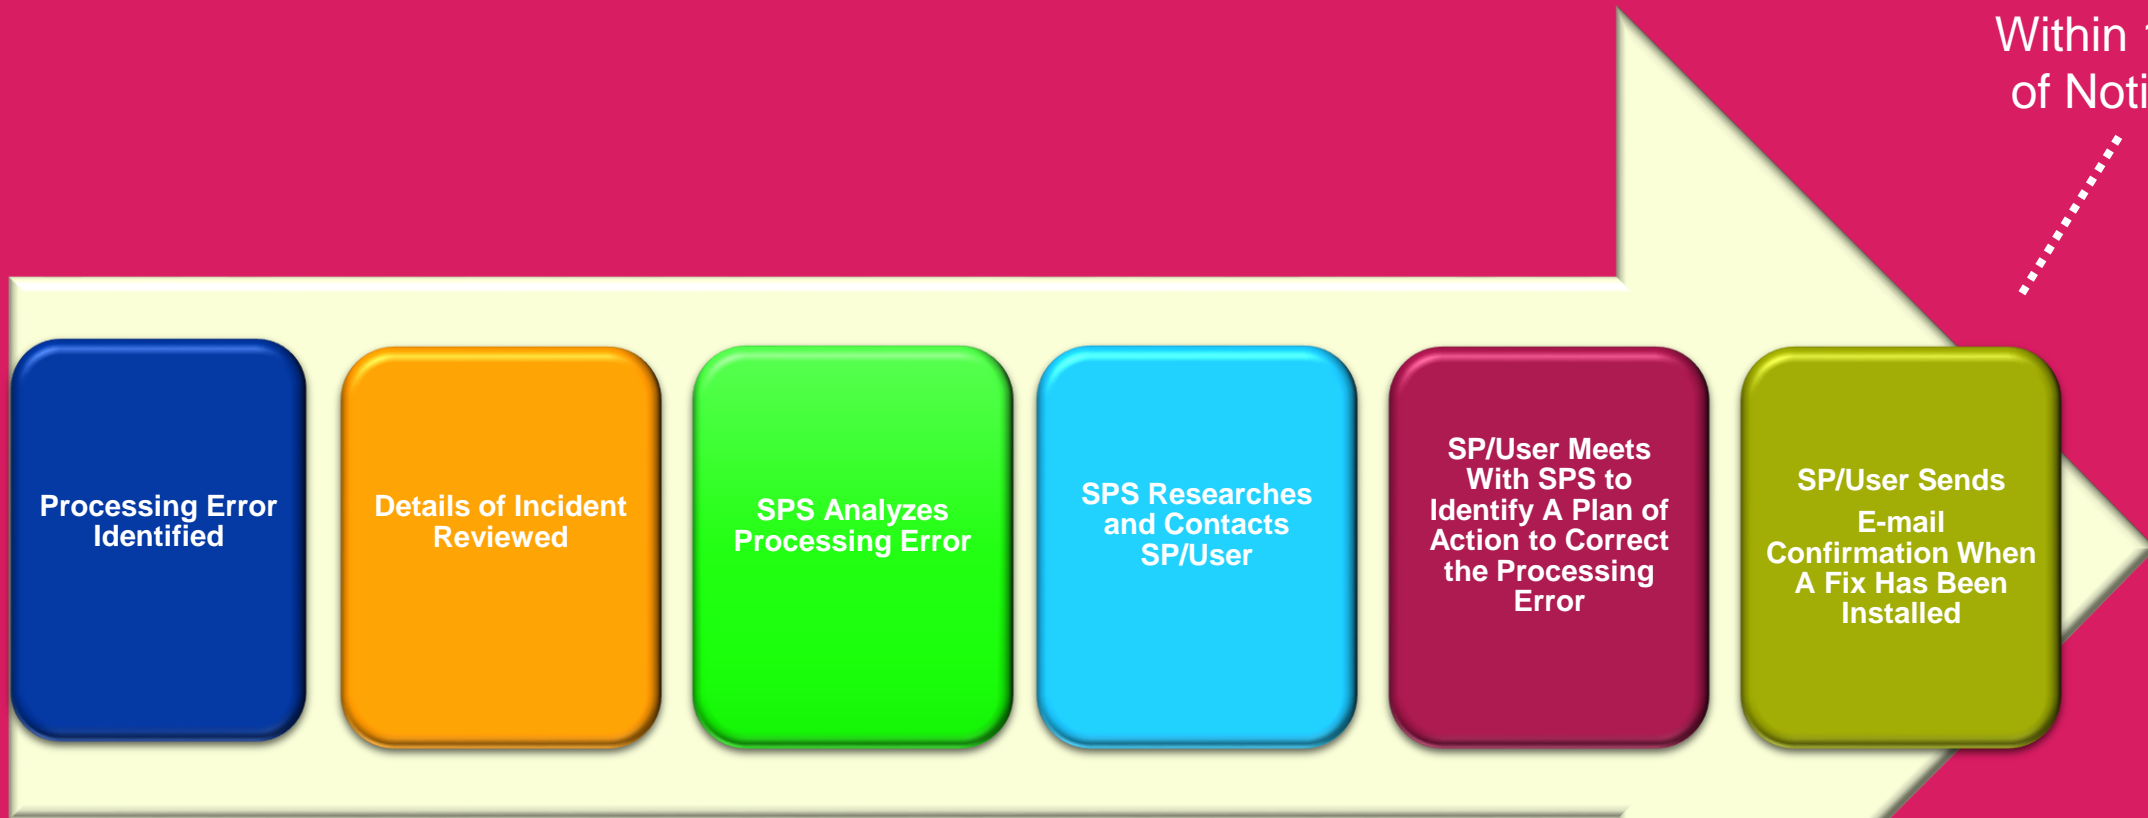 Within
of
Processing Error
Identified
Details of Incident
Reviewed
SPS Analyzes
Processing Error
SPS Researches
and Contacts
SP/User
SP/User Meets
With SPS to
Identify A Plan of
Action to Correct
the Processing
Error
SP/User Sends
E-mail
Confirmation When
A Fix Has Been
Installed